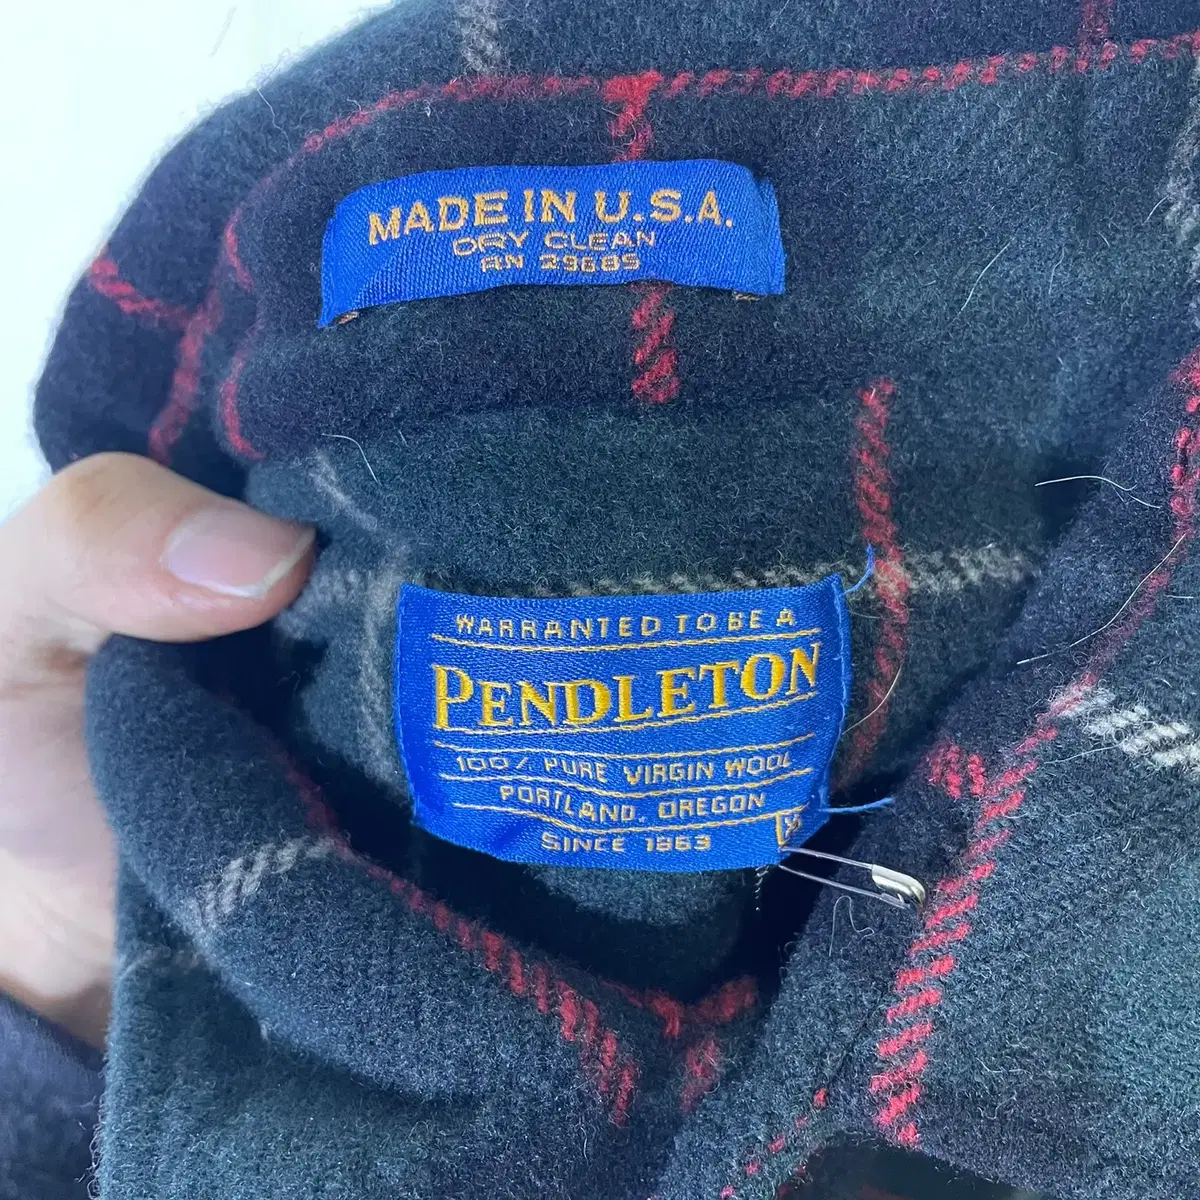 MADE IN U.S.A.
DRY CLEAN
RN 29685
WARRANTED TO BE A
PENDLETON
100% PURE VIRGIN WOOL
PORTLAND, OREGON
SINCE 1863